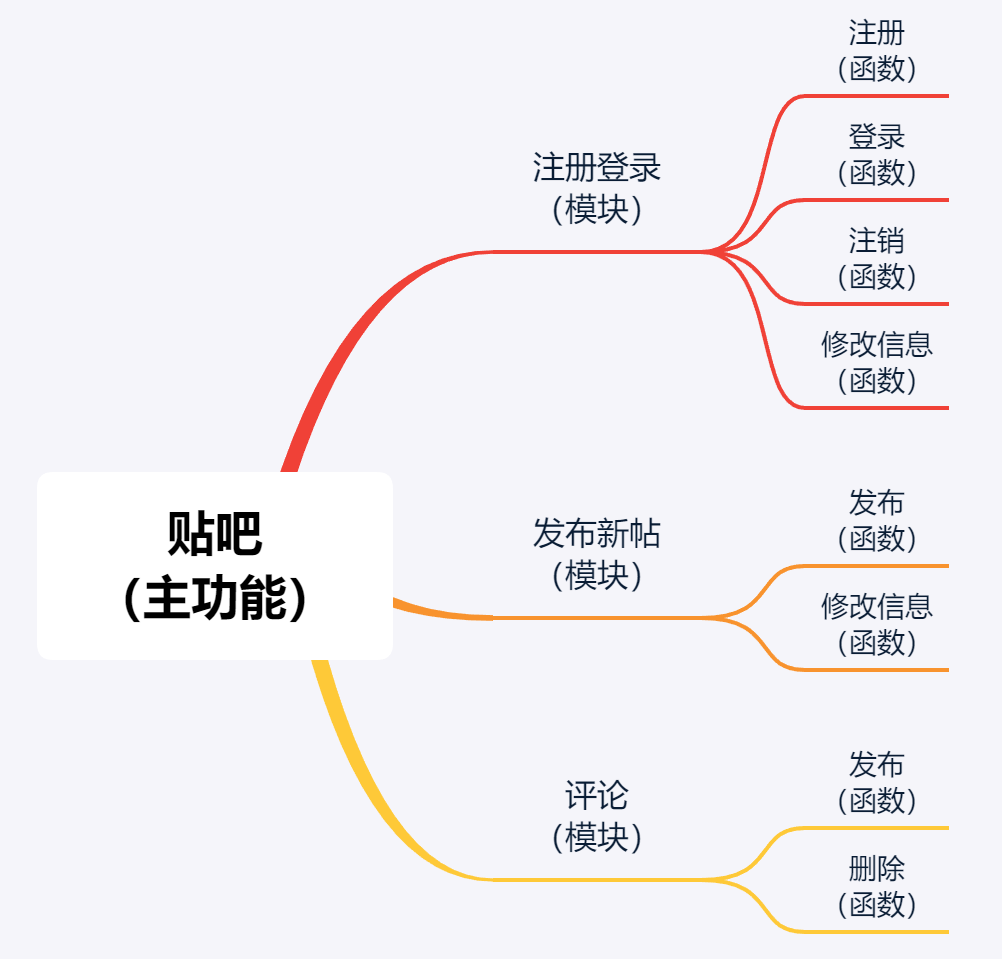 贴吧
（主功能）
注册登录
（模块）
注册
（函数）
登录
（函数）
注销
（函数）
修改信息
（函数）
发布新帖
（模块）
发布
（函数）
修改信息
（函数）
评论
（模块）
发布
（函数）
删除
（函数）